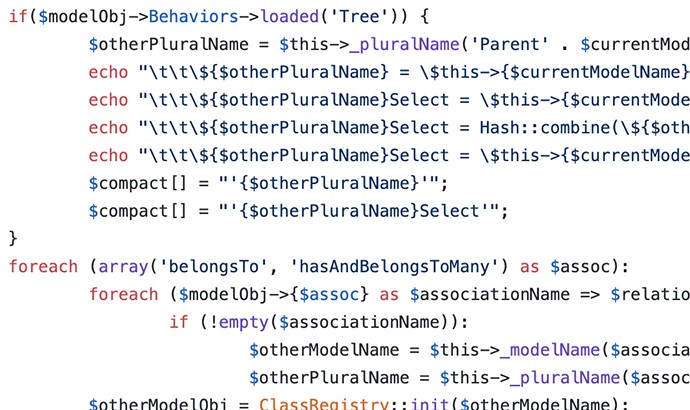 if($modelObj->Behaviors->loaded('Tree')) {
$otherPluralName = $this->_pluralName('Parent' . $currentMod
echo "\t\t\${$otherPluralName} = \$this->{$currentModelName}
echo "\t\t\${$otherPluralName}Select = \$this->{$currentMode
echo "\t\t\${$otherPluralName}Select = Hash::combine(\${$oth
echo "\t\t\${$otherPluralName}Select = \$this->{$currentMode
$compact[] = "'{$otherPluralName}'";
$compact[] = "'{$otherPluralName}Select'";
}
foreach (array('belongsTo', 'hasAndBelongsToMany') as $assoc):
foreach ($modelObj->{$assoc} as $associationName => $relatio
if (!empty($associationName)):
$otherModelName = $this->_modelName($associa
$otherPluralName = $this->_pluralName($assoc
$otherModelObj = ClassRegistry::init($otherModelName);